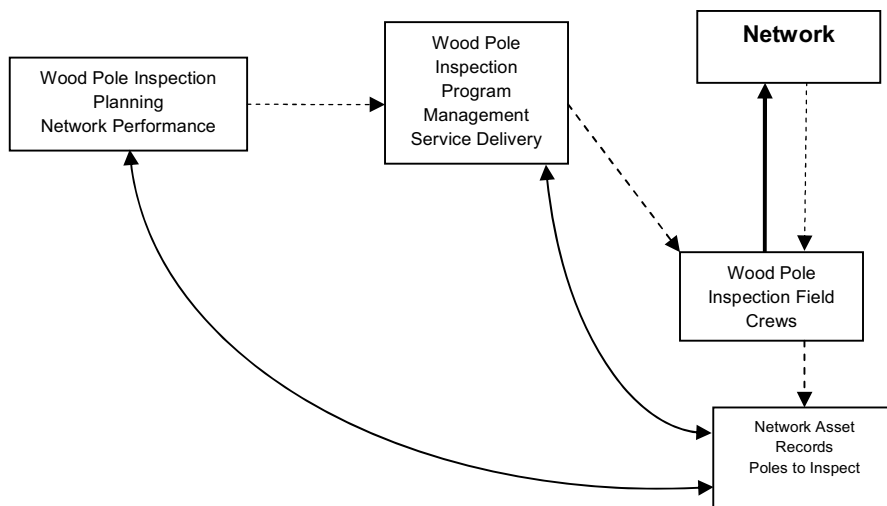 Wood Pole Inspection
Planning
Network Performance
Wood Pole
Inspection
Program
Management
Service Delivery
Network
Wood Pole
Inspection Field
Crews
Network Asset
Records
Poles to Inspect